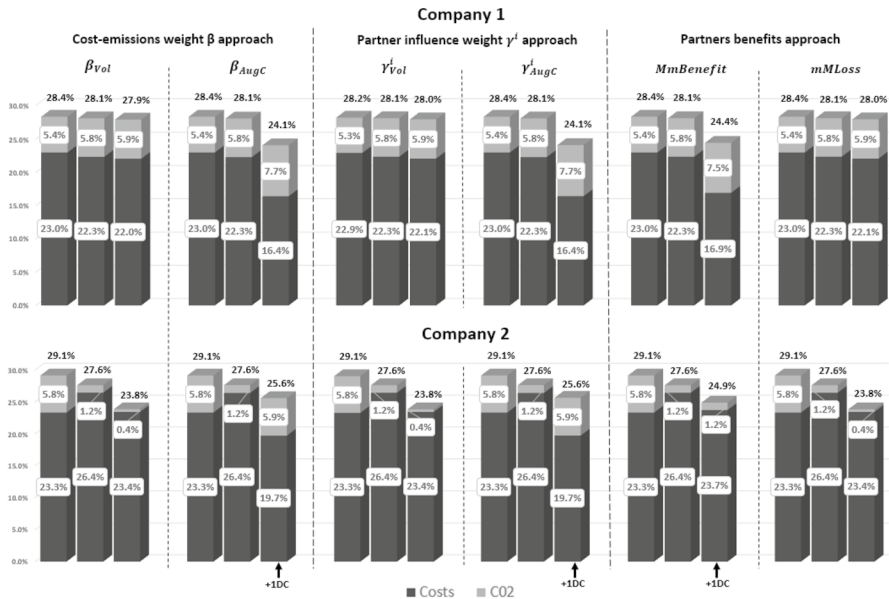 Company 1
Cost-emissions weight β approach
Partner influence weight γⁱ approach
Partners benefits approach
β_Vol
β_AugC
γⁱ_Vol
γⁱ_AugC
MmBenefit
mMLoss
28.4% 28.1% 27.9% 28.4% 28.1% 24.1% 28.2% 28.1% 28.0% 28.4% 28.1% 24.1% 28.4% 28.1% 24.4% 28.4% 28.1% 28.0%
30.0%
25.0%
20.0%
15.0%
10.0%
5.0%
0.0%
5.4% 5.8% 5.9% 5.4% 5.8% 7.7% 5.3% 5.8% 5.9% 5.4% 5.8% 7.7% 5.4% 5.8% 7.5% 5.4% 5.8% 5.9%
23.0% 22.3% 22.0% 23.0% 22.3% 16.4% 22.9% 22.3% 22.1% 23.0% 22.3% 16.4% 23.0% 22.3% 16.9% 23.0% 22.3% 22.1%
Company 2
29.1% 27.6% 23.8% 29.1% 27.6% 25.6% 29.1% 27.6% 23.8% 29.1% 27.6% 25.6% 29.1% 27.6% 24.9% 29.1% 27.6% 23.8%
30.0%
25.0%
20.0%
15.0%
10.0%
5.0%
0.0%
5.8% 1.2% 0.4% 5.8% 1.2% 5.9% 5.8% 1.2% 0.4% 5.8% 1.2% 5.9% 5.8% 1.2% 1.2% 5.8% 1.2% 0.4%
23.3% 26.4% 23.4% 23.3% 26.4% 19.7% 23.3% 26.4% 23.4% 23.3% 26.4% 19.7% 23.3% 26.4% 23.7% 23.3% 26.4% 23.4%
+1DC +1DC +1DC
Costs C02